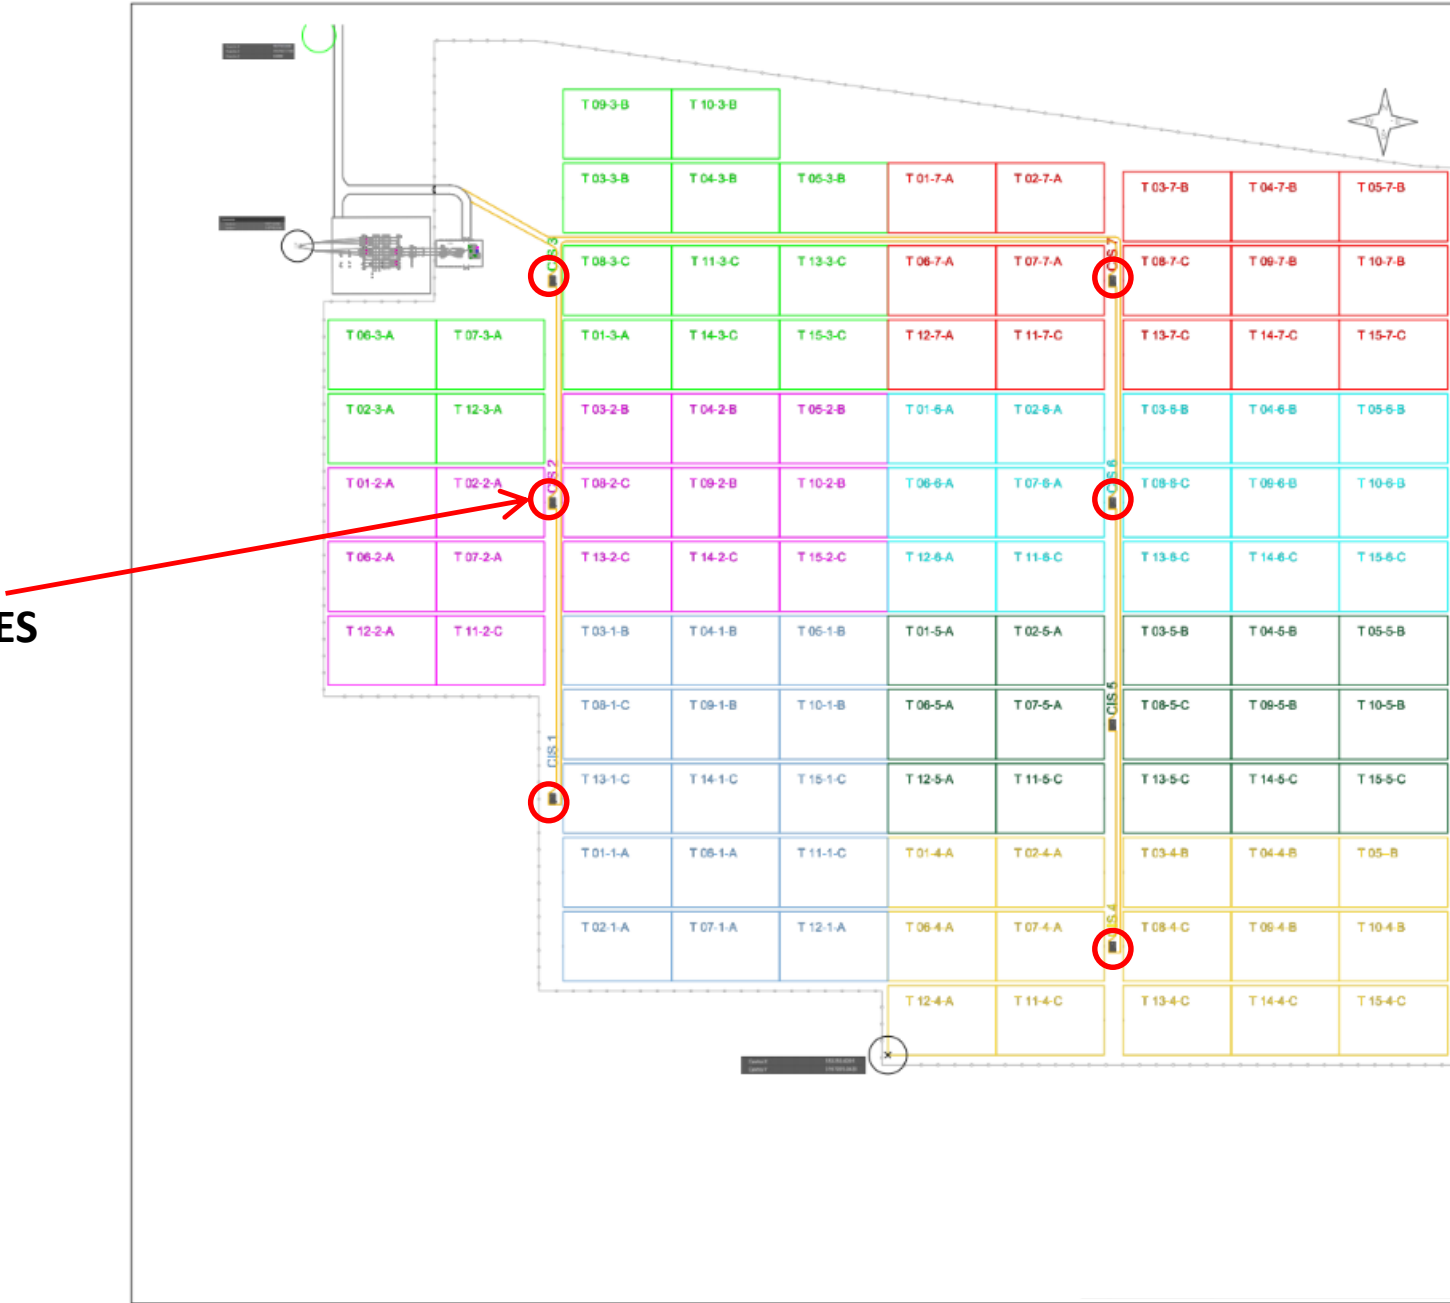 T 09-3-B T 10-3-B
T 03-3-B T 04-3-B T 05-3-B T 01-7-A T 02-7-A T 03-7-B T 04-7-B T 05-7-B
CIS 3 CIS 7
T 08-3-C T 11-3-C T 13-3-C T 06-7-A T 07-7-A T 08-7-C T 09-7-B T 10-7-B
T 06-3-A T 07-3-A T 01-3-A T 14-3-C T 15-3-C T 12-7-A T 11-7-C T 13-7-C T 14-7-C T 15-7-C
T 02-3-A T 12-3-A T 03-2-B T 04-2-B T 05-2-B T 01-6-A T 02-6-A T 03-6-B T 04-6-B T 05-6-B
CIS 2 CIS 6
T 01-2-A T 02-2-A T 08-2-C T 09-2-B T 10-2-B T 06-6-A T 07-6-A T 08-6-C T 09-6-B T 10-6-B
T 06-2-A T 07-2-A T 13-2-C T 14-2-C T 15-2-C T 12-6-A T 11-6-C T 13-6-C T 14-6-C T 15-6-C
ES
T 12-2-A T 11-2-C T 03-1-B T 04-1-B T 05-1-B T 01-5-A T 02-5-A T 03-5-B T 04-5-B T 05-5-B
CIS 5
T 08-1-C T 09-1-B T 10-1-B T 06-5-A T 07-5-A T 08-5-C T 09-5-B T 10-5-B
CIS 1
T 13-1-C T 14-1-C T 15-1-C T 12-5-A T 11-5-C T 13-5-C T 14-5-C T 15-5-C
T 01-1-A T 06-1-A T 11-1-C T 01-4-A T 02-4-A T 03-4-B T 04-4-B T 05--B
CIS 4
T 02-1-A T 07-1-A T 12-1-A T 06-4-A T 07-4-A T 08-4-C T 09-4-B T 10-4-B
T 12-4-A T 11-4-C T 13-4-C T 14-4-C T 15-4-C